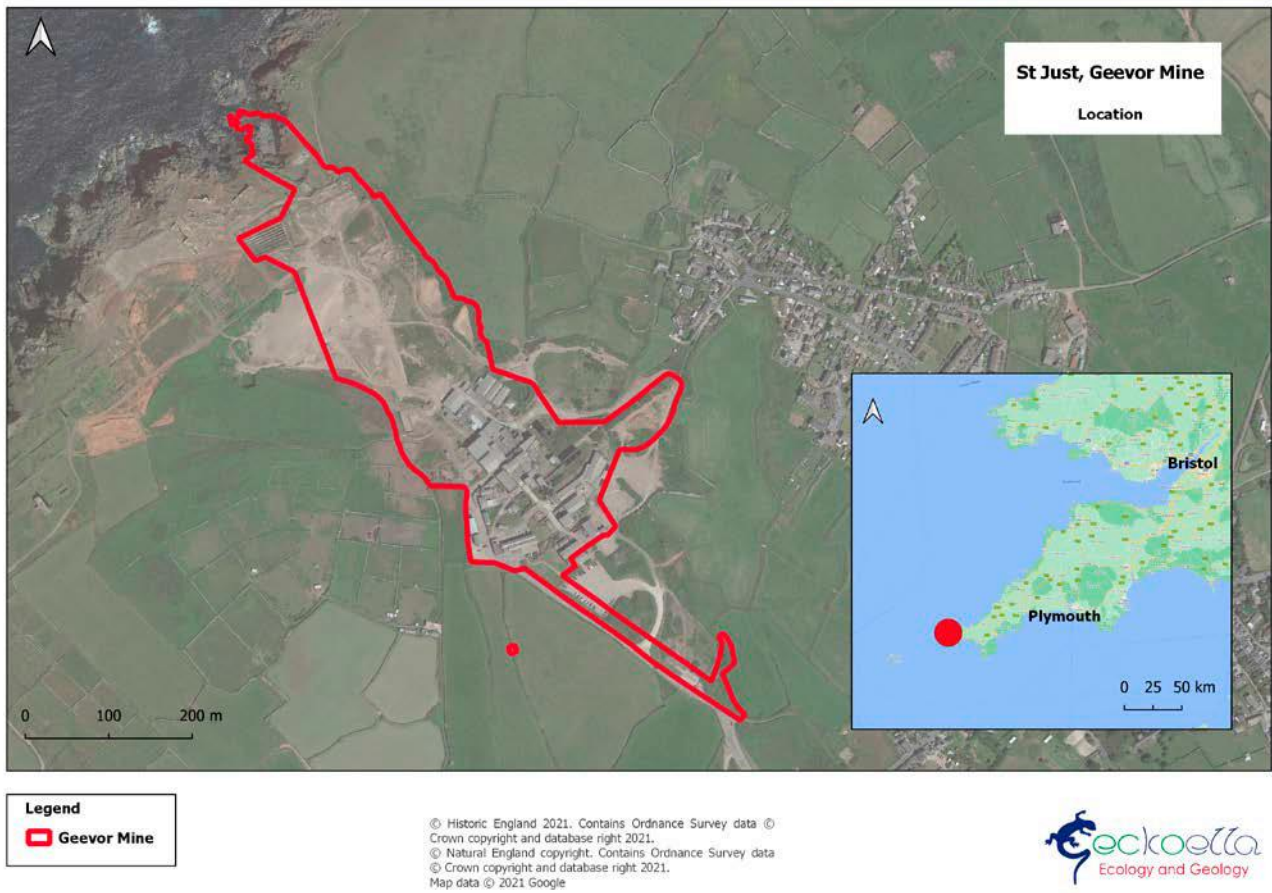 St Just, Geevor Mine
Location
Bristol
Plymouth
0 25 50 km
0 100 200 m
Legend
Geevor Mine
© Historic England 2021. Contains Ordnance Survey data ©
Crown copyright and database right 2021.
© Natural England copyright. Contains Ordnance Survey data
© Crown copyright and database right 2021.
Map data © 2021 Google
Geckoella
Ecology and Geology